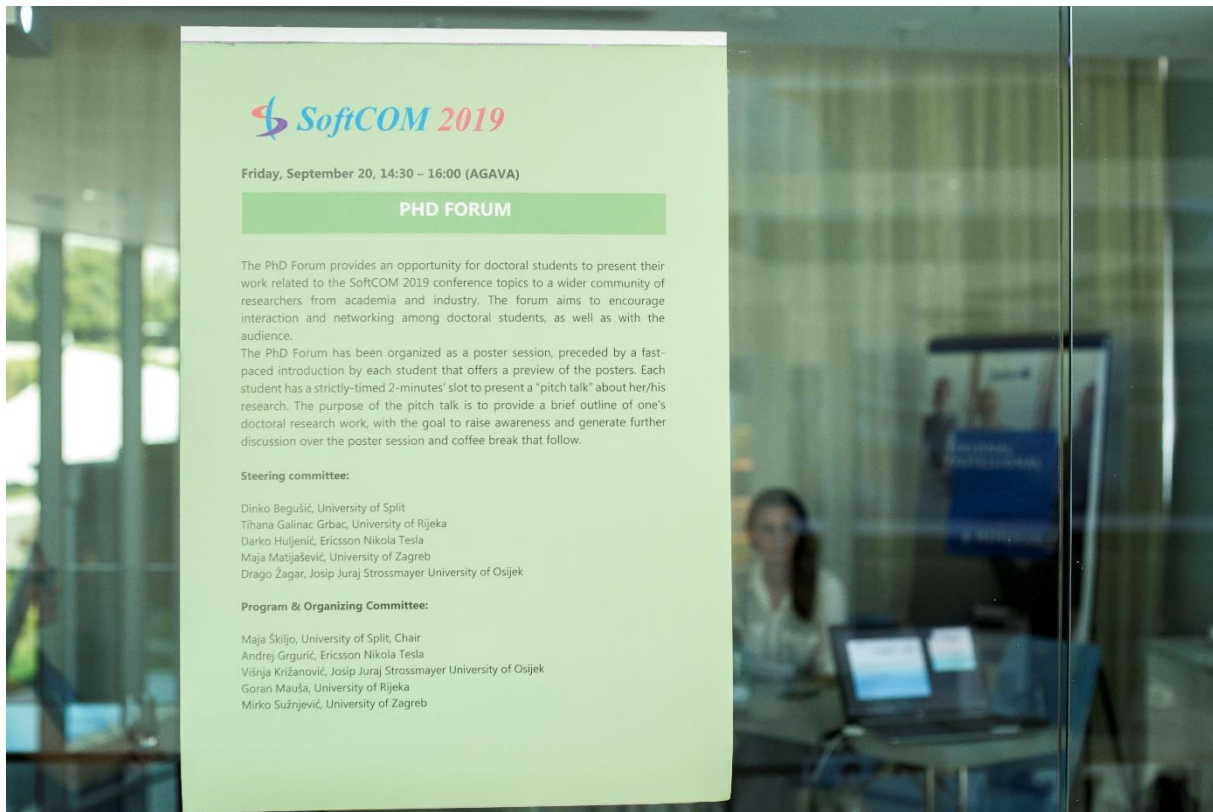 SoftCOM 2019
Friday, September 20, 14:30 – 16:00 (AGAVA)
PHD FORUM
The PhD Forum provides an opportunity for doctoral students to present their
work related to the SoftCOM 2019 conference topics to a wider community of
researchers from academia and industry. The forum aims to encourage
interaction and networking among doctoral students, as well as with the
audience.
The PhD Forum has been organized as a poster session, preceded by a fast-
paced introduction by each student that offers a preview of the posters. Each
student has a strictly-timed 2-minutes' slot to present a "pitch talk" about her/his
research. The purpose of the pitch talk is to provide a brief outline of one's
doctoral research work, with the goal to raise awareness and generate further
discussion over the poster session and coffee break that follow.
Steering committee:
Dinko Begušić, University of Split
Tihana Galinac Grbac, University of Rijeka
Darko Huljenić, Ericsson Nikola Tesla
Maja Matijašević, University of Zagreb
Drago Žagar, Josip Juraj Strossmayer University of Osijek
Program & Organizing Committee:
Maja Škiljo, University of Split, Chair
Andrej Grgurić, Ericsson Nikola Tesla
Višnja Križanović, Josip Juraj Strossmayer University of Osijek
Goran Mauša, University of Rijeka
Mirko Sužnjević, University of Zagreb